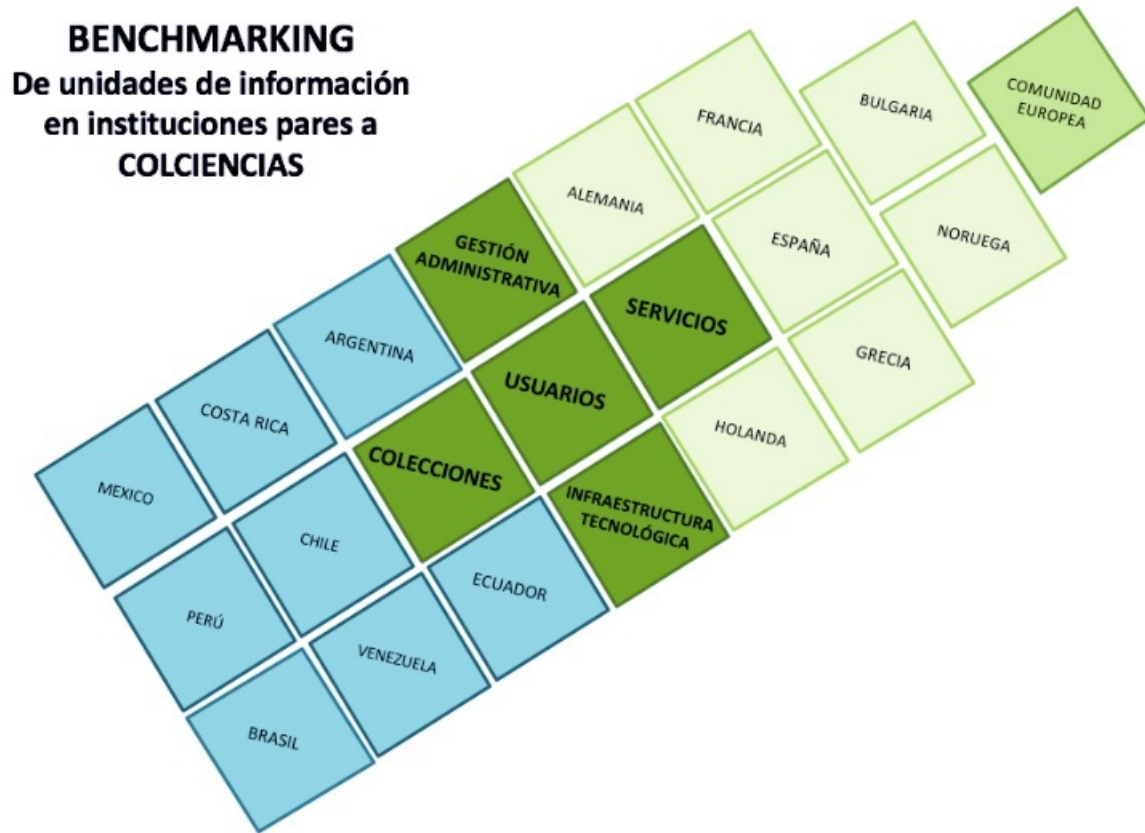 BENCHMARKING
De unidades de información
en instituciones pares a
COLCIENCIAS
COMUNIDAD
EUROPEA
BULGARIA
FRANCIA
NORUEGA
ALEMANIA
ESPAÑA
GESTIÓN
ADMINISTRATIVA
SERVICIOS
GRECIA
ARGENTINA
USUARIOS
HOLANDA
COSTA RICA
COLECCIONES
INFRAESTRUCTURA
TECNOLÓGICA
MEXICO
CHILE
ECUADOR
PERÚ
VENEZUELA
BRASIL